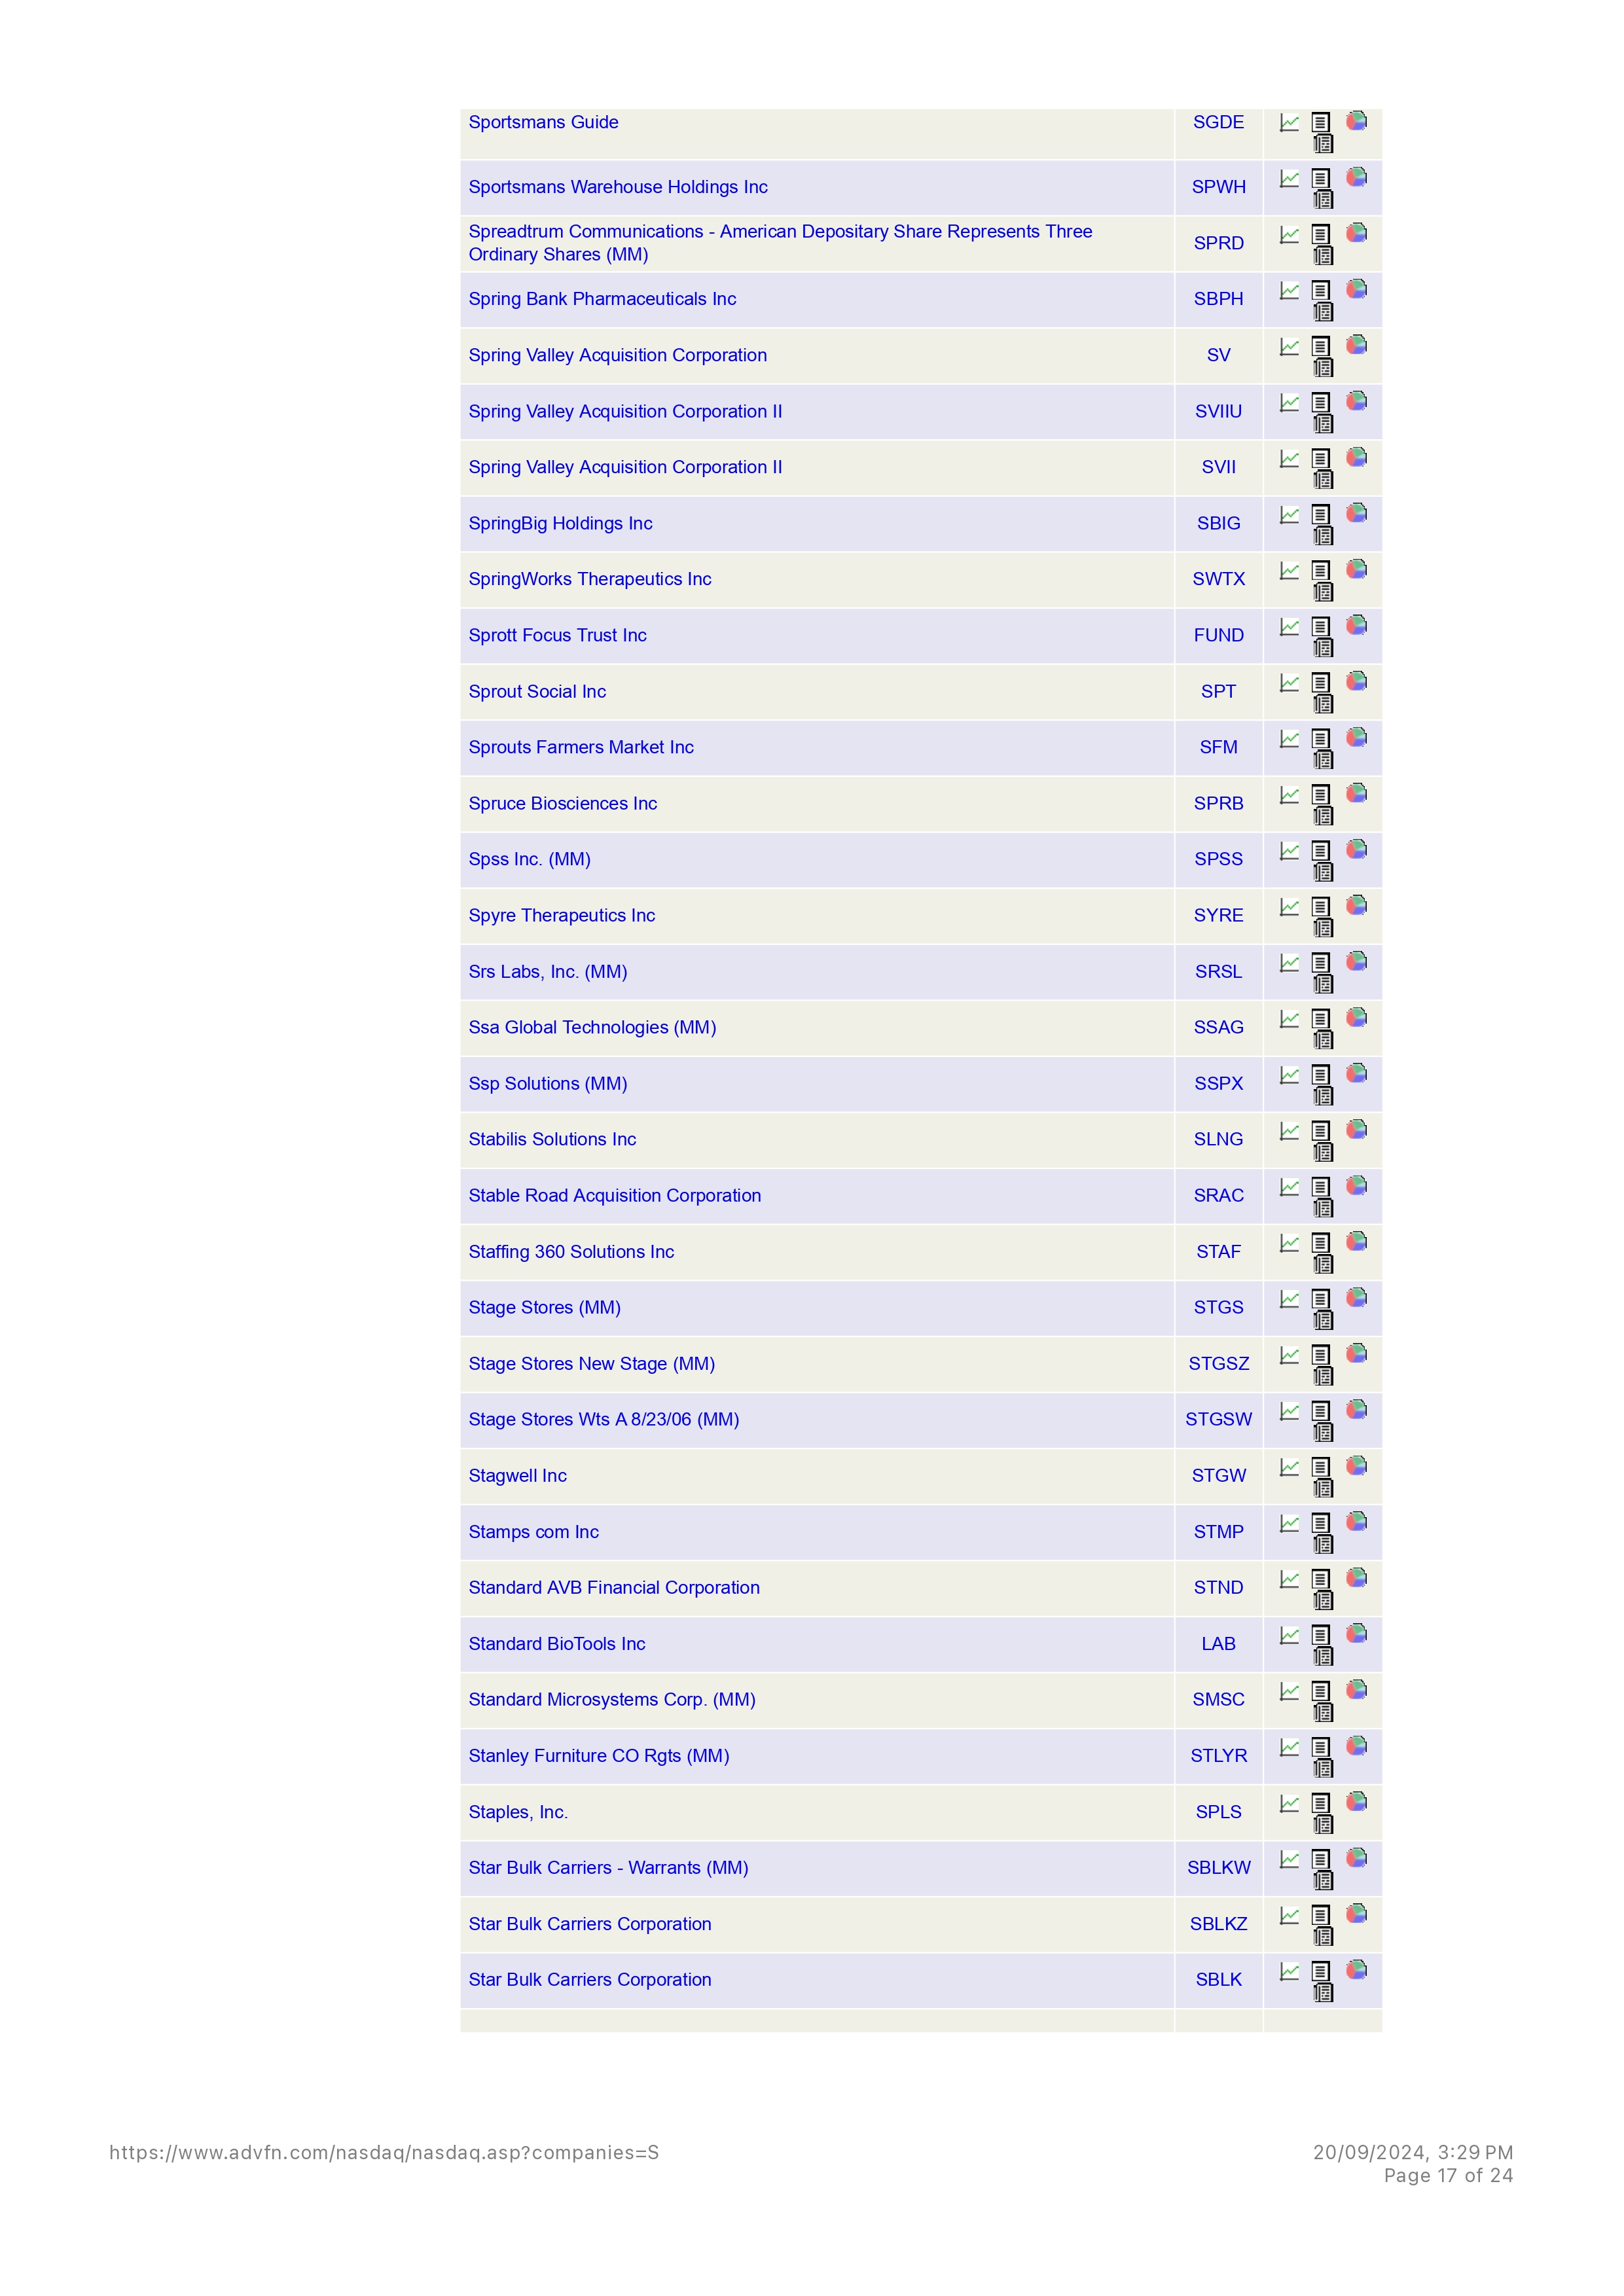 Sportsmans Guide SGDE
Sportsmans Warehouse Holdings Inc SPWH
Spreadtrum Communications - American Depositary Share Represents Three
Ordinary Shares (MM) SPRD
Spring Bank Pharmaceuticals Inc SBPH
Spring Valley Acquisition Corporation SV
Spring Valley Acquisition Corporation II SVIIU
Spring Valley Acquisition Corporation II SVII
SpringBig Holdings Inc SBIG
SpringWorks Therapeutics Inc SWTX
Sprott Focus Trust Inc FUND
Sprout Social Inc SPT
Sprouts Farmers Market Inc SFM
Spruce Biosciences Inc SPRB
Spss Inc. (MM) SPSS
Spyre Therapeutics Inc SYRE
Srs Labs, Inc. (MM) SRSL
Ssa Global Technologies (MM) SSAG
Ssp Solutions (MM) SSPX
Stabilis Solutions Inc SLNG
Stable Road Acquisition Corporation SRAC
Staffing 360 Solutions Inc STAF
Stage Stores (MM) STGS
Stage Stores New Stage (MM) STGSZ
Stage Stores Wts A 8/23/06 (MM) STGSW
Stagwell Inc STGW
Stamps com Inc STMP
Standard AVB Financial Corporation STND
Standard BioTools Inc LAB
Standard Microsystems Corp. (MM) SMSC
Stanley Furniture CO Rgts (MM) STLYR
Staples, Inc. SPLS
Star Bulk Carriers - Warrants (MM) SBLKW
Star Bulk Carriers Corporation SBLKZ
Star Bulk Carriers Corporation SBLK
https://www.advfn.com/nasdaq/nasdaq.asp?companies=S 20/09/2024, 3:29 PM
Page 17 of 24